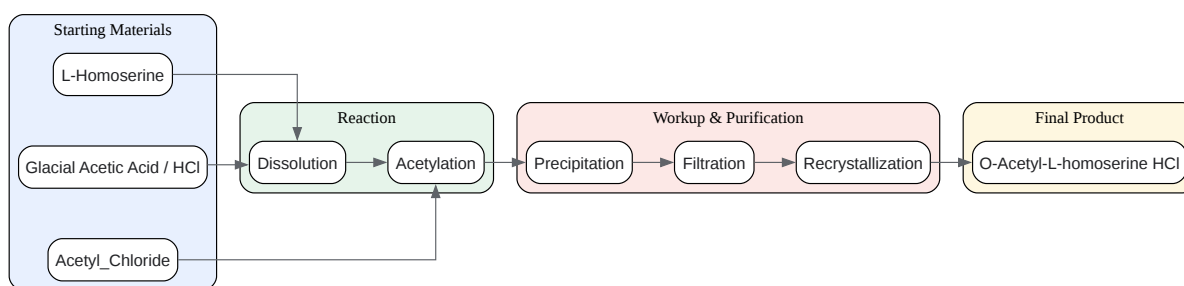 Starting Materials
L-Homoserine
Glacial Acetic Acid / HCl
Acetyl_Chloride
Reaction
Dissolution
Acetylation
Workup & Purification
Precipitation
Filtration
Recrystallization
Final Product
O-Acetyl-L-homoserine HCl